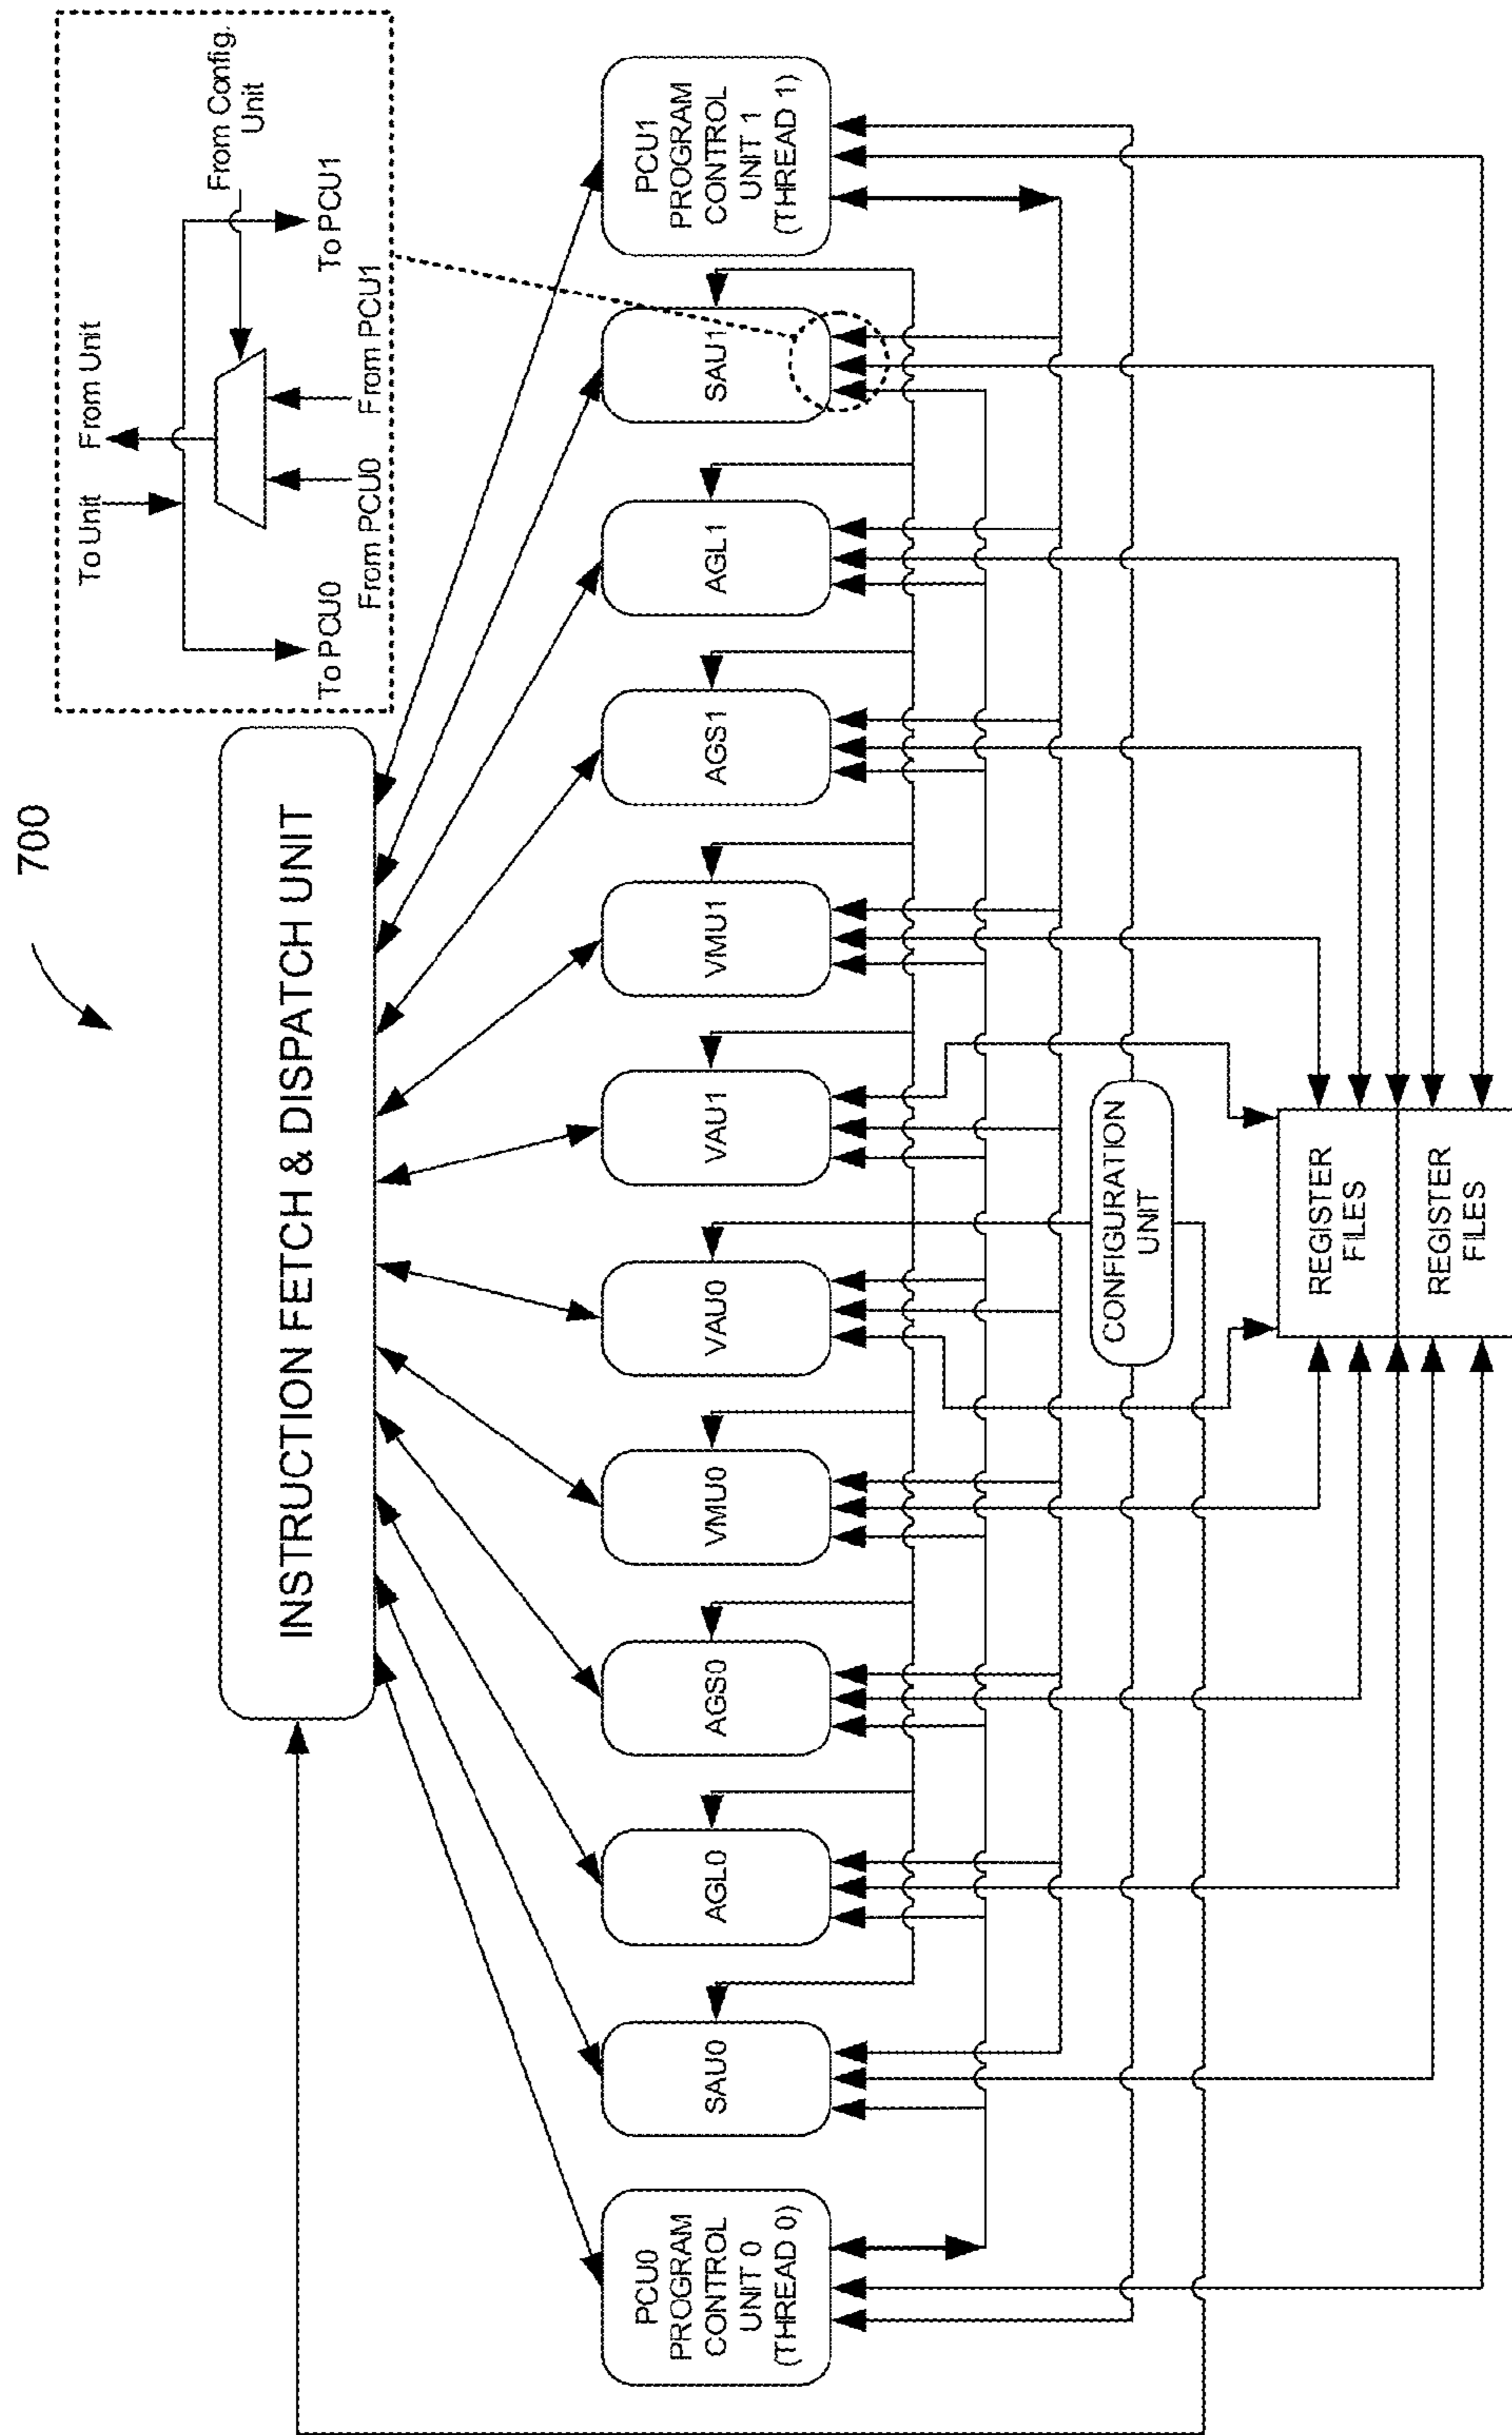 700
To Unit
From Unit
From Config.
Unit
To PCU0
From PCU0
From PCU1
To PCU1
INSTRUCTION FETCH & DISPATCH UNIT
PCU0
PROGRAM
CONTROL
UNIT 0
(THREAD 0)
SAU0
AGL0
AGS0
VMU0
VAU0
VAU1
VMU1
AGS1
AGL1
SAU1
PCU1
PROGRAM
CONTROL
UNIT 1
(THREAD 1)
CONFIGURATION
UNIT
REGISTER
FILES
REGISTER
FILES